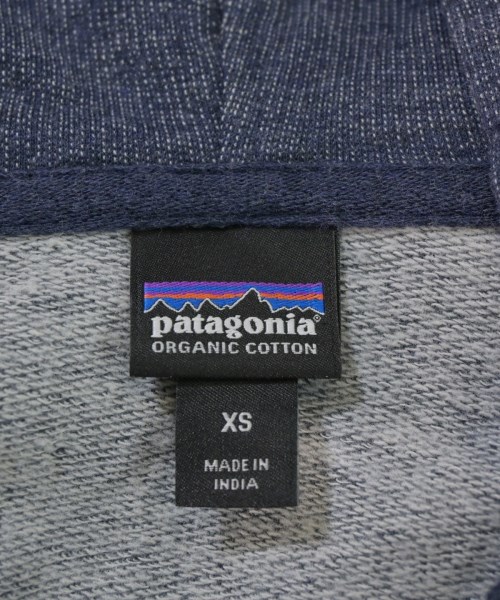 patagonia®
ORGANIC COTTON
XS
MADE IN
INDIA